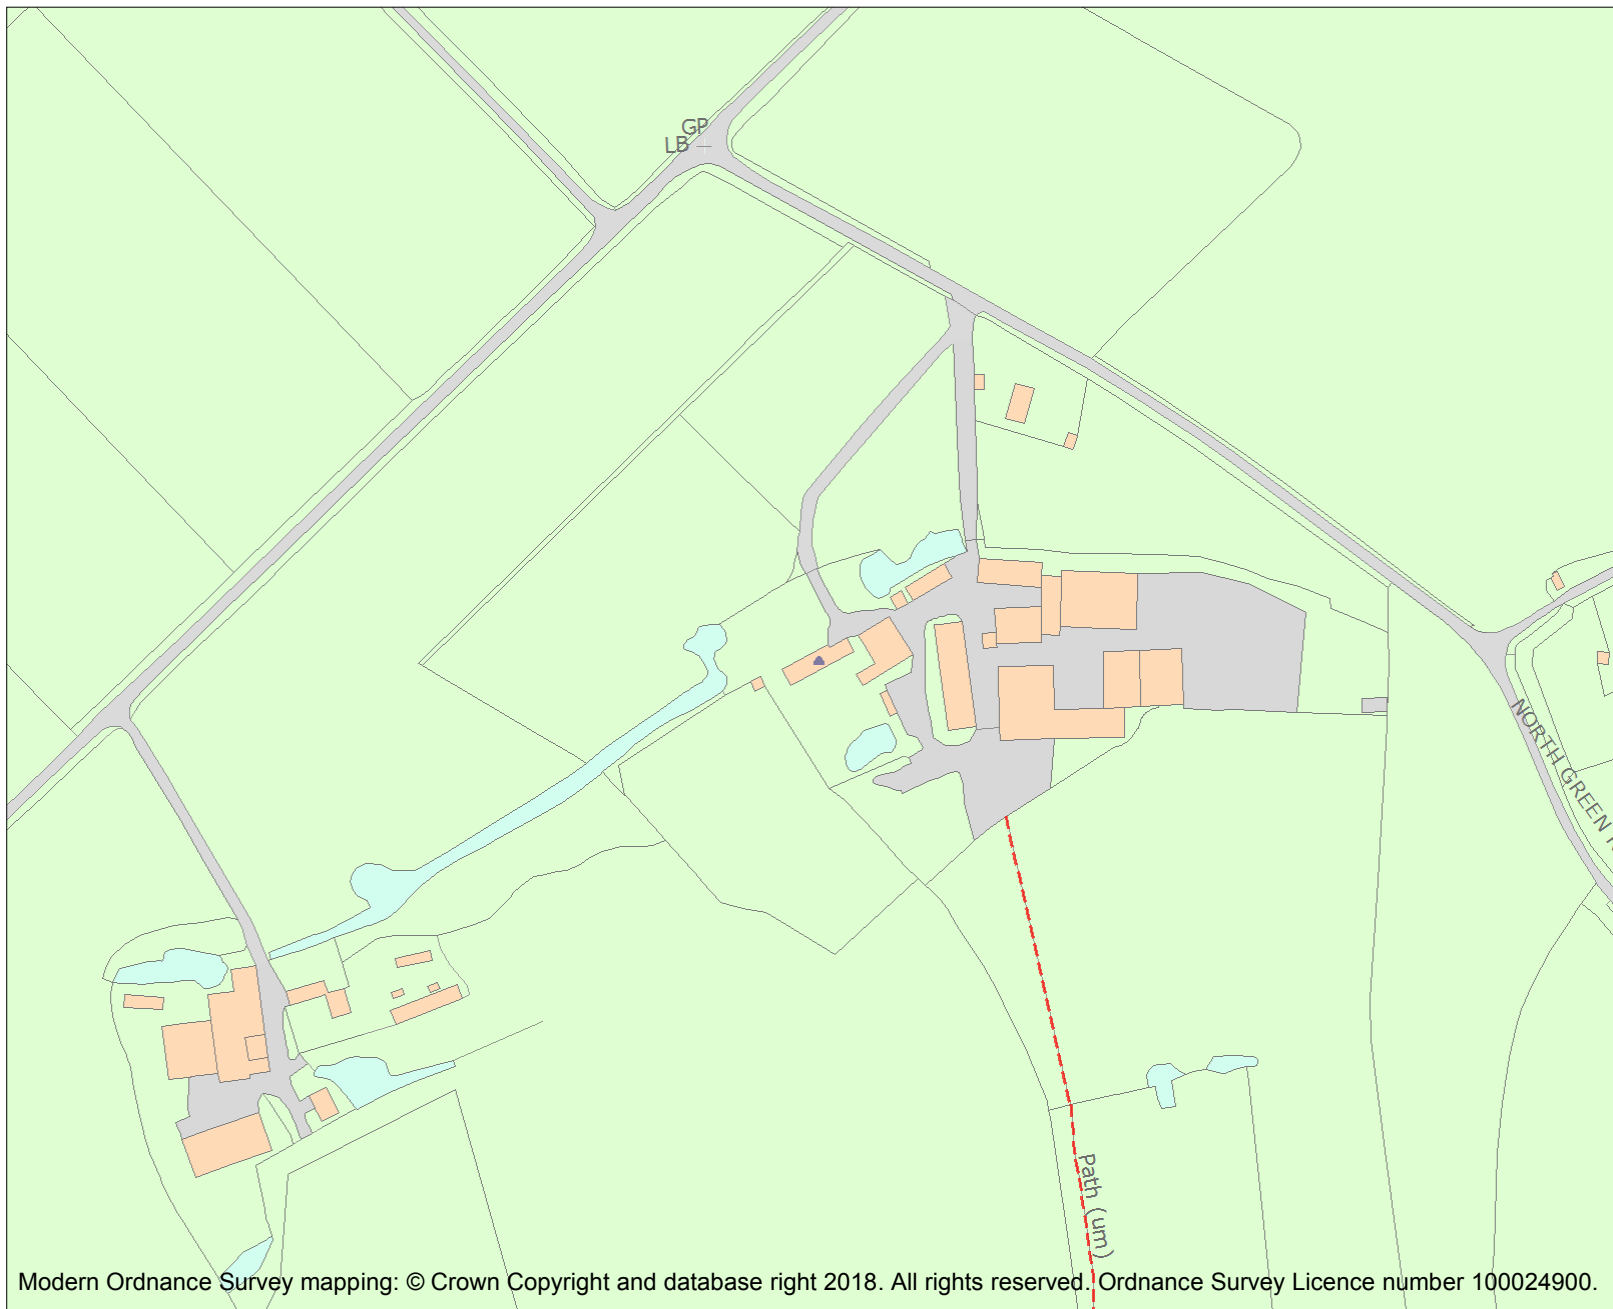 GP
LB
NORTH GREEN
Path (um)
Modern Ordnance Survey mapping: © Crown Copyright and database right 2018. All rights reserved. Ordnance Survey Licence number 100024900.